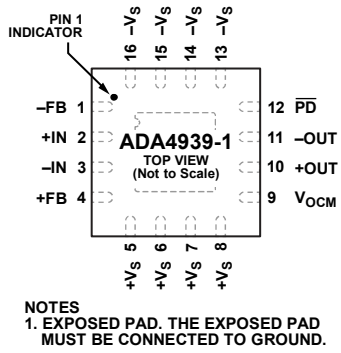 PIN 1
INDICATOR
16 –VS
15 –VS
14 –VS
13 –VS
–FB 1
+IN 2
–IN 3
+FB 4
ADA4939-1
TOP VIEW
(Not to Scale)
12 PD
11 –OUT
10 +OUT
9 VOCM
+VS 5
+VS 6
+VS 7
+VS 8
NOTES
1. EXPOSED PAD. THE EXPOSED PAD
MUST BE CONNECTED TO GROUND.